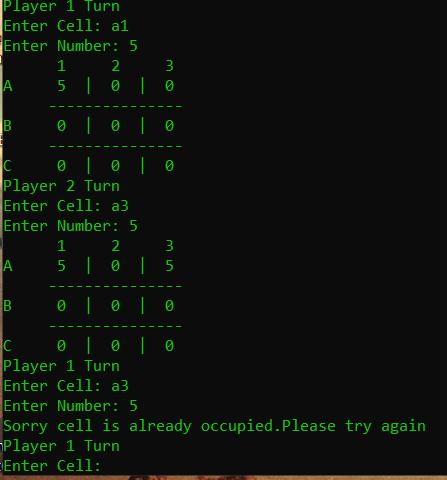 Player 1 Turn
Enter Cell: a1
Enter Number: 5
      1     2     3
A     5  |  0  |  0
     ---------------
B     0  |  0  |  0
     ---------------
C     0  |  0  |  0
Player 2 Turn
Enter Cell: a3
Enter Number: 5
      1     2     3
A     5  |  0  |  5
     ---------------
B     0  |  0  |  0
     ---------------
C     0  |  0  |  0
Player 1 Turn
Enter Cell: a3
Enter Number: 5
Sorry cell is already occupied.Please try again
Player 1 Turn
Enter Cell: